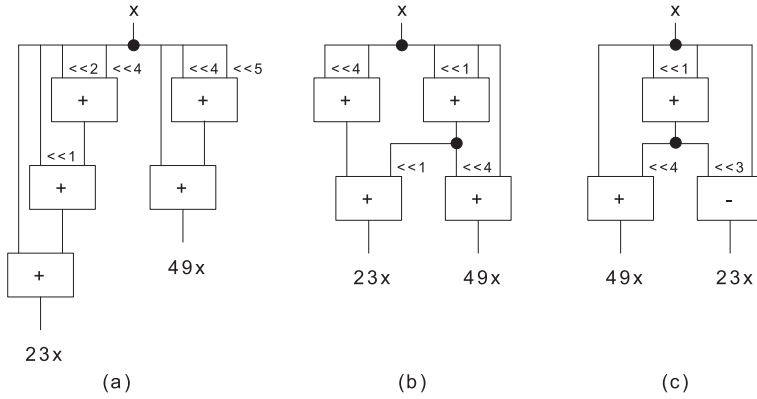 x x x
<<2 <<4 <<4 <<5 <<4 <<1 <<1
+ + + + +
<<1 <<1 <<4 <<4 <<3
+ + + + + -
49x 23x 49x 49x 23x
+
23x
(a) (b) (c)